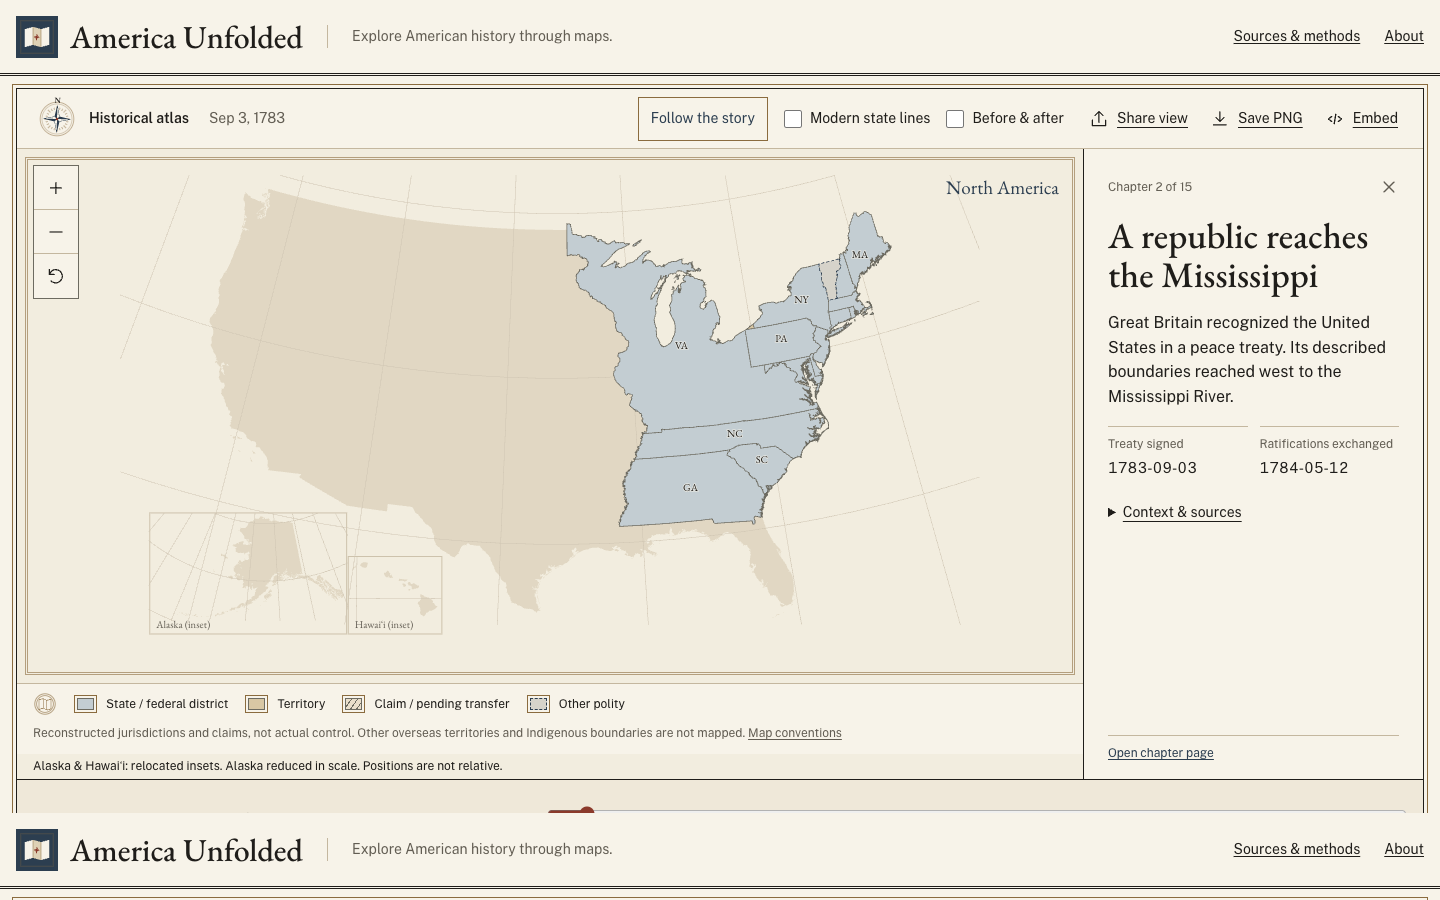 America Unfolded
Explore American history through maps.
Sources & methods
About
N
Historical atlas
Sep 3, 1783
Follow the story
Modern state lines
Before & after
Share view
Save PNG
Embed
North America
MA
NY
PA
VA
NC
SC
GA
Alaska (inset)
Hawaiʻi (inset)
Chapter 2 of 15
A republic reaches
the Mississippi
Great Britain recognized the United
States in a peace treaty. Its described
boundaries reached west to the
Mississippi River.
Treaty signed
1783-09-03
Ratifications exchanged
1784-05-12
Context & sources
Open chapter page
State / federal district
Territory
Claim / pending transfer
Other polity
Reconstructed jurisdictions and claims, not actual control. Other overseas territories and Indigenous boundaries are not mapped. Map conventions
Alaska & Hawaiʻi: relocated insets. Alaska reduced in scale. Positions are not relative.
America Unfolded
Explore American history through maps.
Sources & methods
About